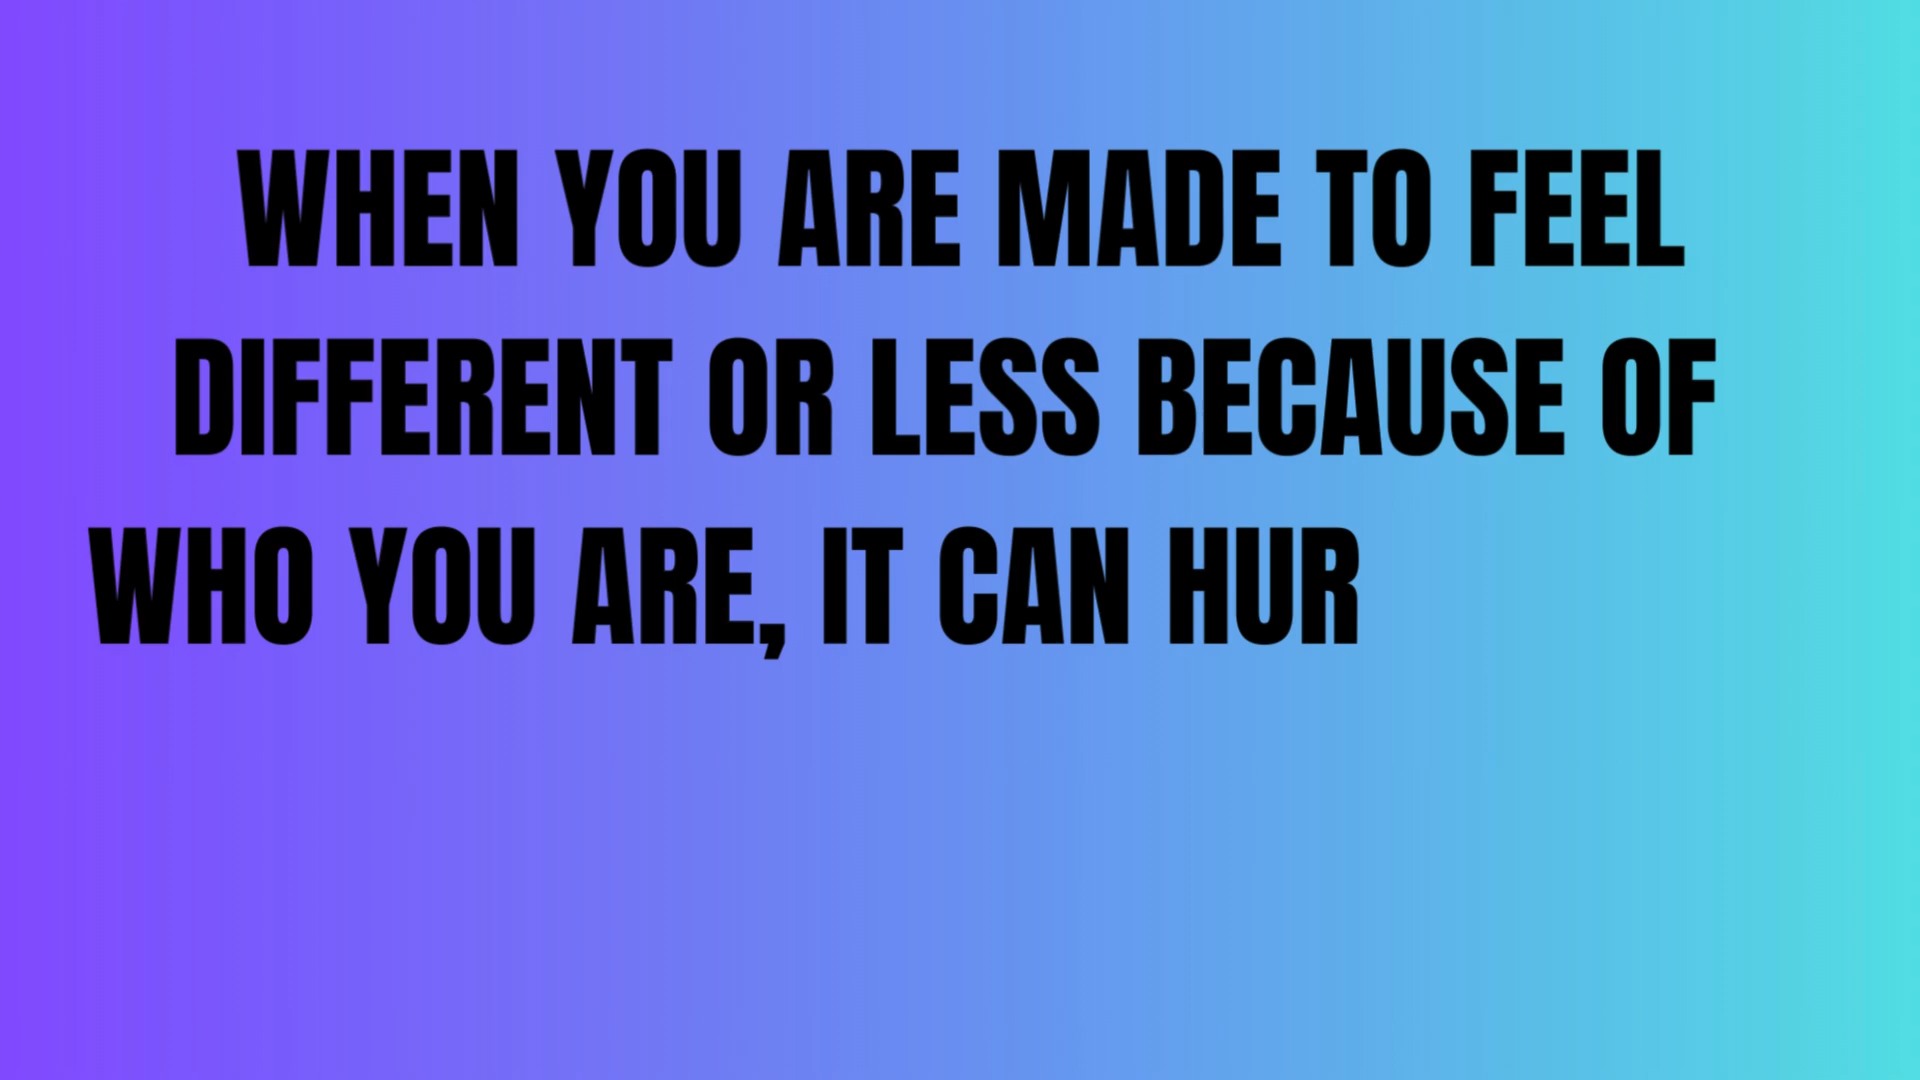 WHEN YOU ARE MADE TO FEEL
DIFFERENT OR LESS BECAUSE OF
WHO YOU ARE, IT CAN HUR